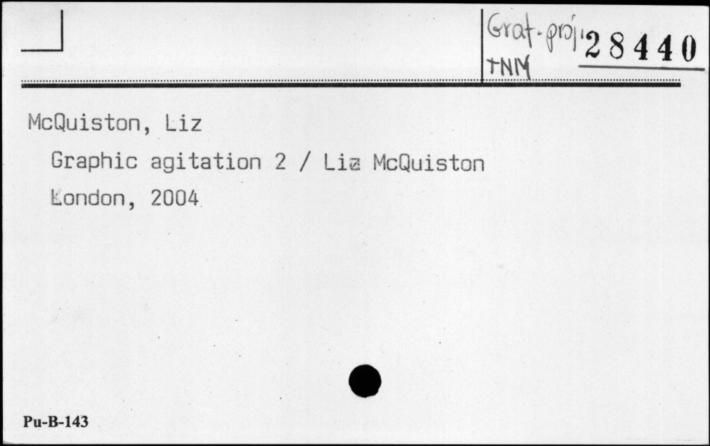 Graf.-proj.
TNM
28440
McQuiston, Liz
Graphic agitation 2 / Liz McQuiston
London, 2004
Pu-B-143